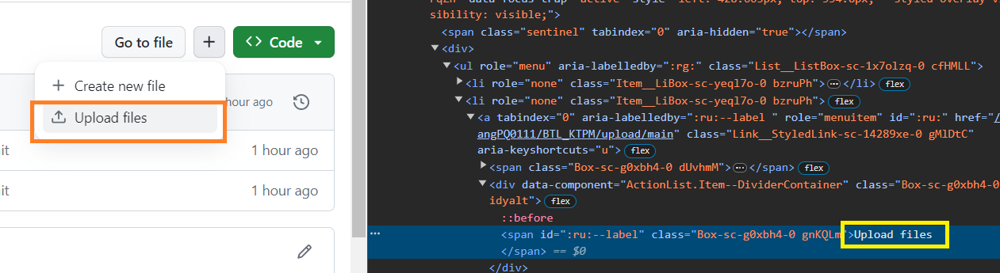 Go to file
+
<> Code
Create new file
Upload files
hour ago
it
1 hour ago
it
1 hour ago
sibility: visible;">
<span class="sentinel" tabindex="0" aria-hidden="true"></span>
<div>
<ul role="menu" aria-labelledby=":rg:" class="List__ListBox-sc-1x7olzq-0 cfHMLL">
<li role="none" class="Item__LiBox-sc-yeql7o-0 bzruPh">⋯</li> flex
<li role="none" class="Item__LiBox-sc-yeql7o-0 bzruPh"> flex
<a tabindex="0" aria-labelledby=":ru:--label " role="menuitem" id=":ru:" href="/
angPQ0111/BTL_KTPM/upload/main" class="Link__StyledLink-sc-14289xe-0 gMlDtC"
aria-keyshortcuts="u"> flex
<span class="Box-sc-g0xbh4-0 dUvhmM">⋯</span> flex
<div data-component="ActionList.Item--DividerContainer" class="Box-sc-g0xbh4-0
idyalt"> flex
::before
<span id=":ru:--label" class="Box-sc-g0xbh4-0 gnKQLm">Upload files
</span> == $0
</div>